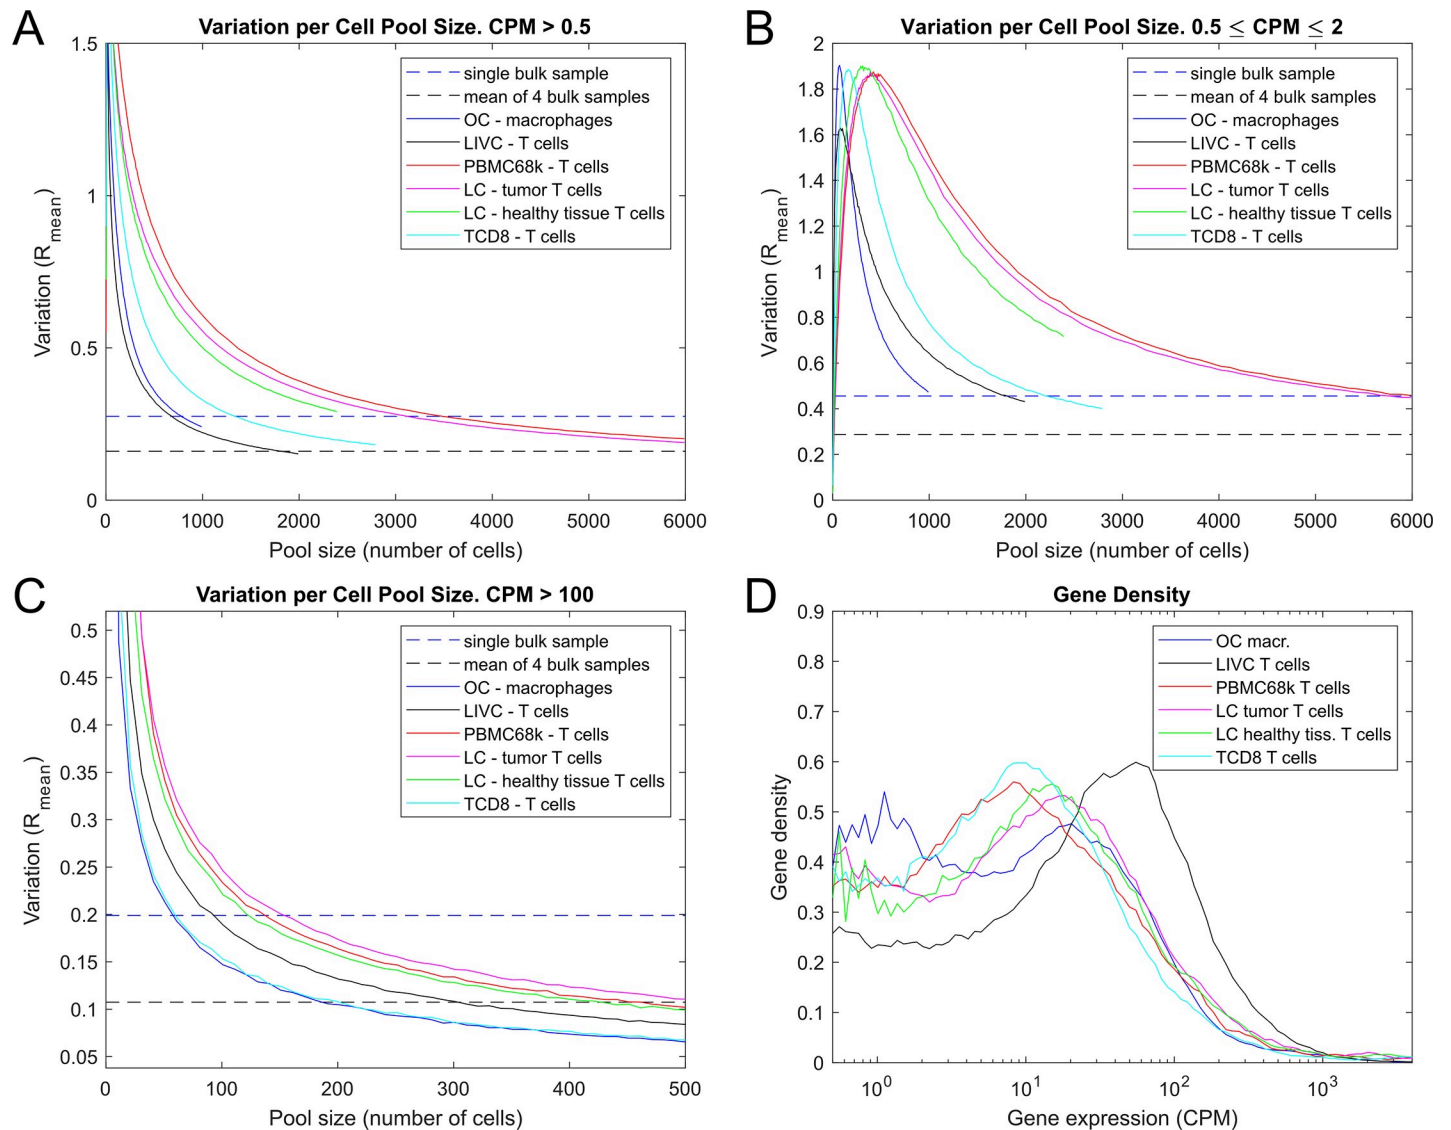 A
Variation per Cell Pool Size. CPM > 0.5
Variation (Rmean)
1.5
1
0.5
0
single bulk sample
mean of 4 bulk samples
OC - macrophages
LIVC - T cells
PBMC68k - T cells
LC - tumor T cells
LC - healthy tissue T cells
TCD8 - T cells
0 1000 2000 3000 4000 5000 6000
Pool size (number of cells)
B
Variation per Cell Pool Size. 0.5 ≤ CPM ≤ 2
Variation (Rmean)
2
1.8
1.6
1.4
1.2
1
0.8
0.6
0.4
0.2
0
single bulk sample
mean of 4 bulk samples
OC - macrophages
LIVC - T cells
PBMC68k - T cells
LC - tumor T cells
LC - healthy tissue T cells
TCD8 - T cells
0 1000 2000 3000 4000 5000 6000
Pool size (number of cells)
C
Variation per Cell Pool Size. CPM > 100
Variation (Rmean)
0.5
0.45
0.4
0.35
0.3
0.25
0.2
0.15
0.1
0.05
single bulk sample
mean of 4 bulk samples
OC - macrophages
LIVC - T cells
PBMC68k - T cells
LC - tumor T cells
LC - healthy tissue T cells
TCD8 - T cells
0 100 200 300 400 500
Pool size (number of cells)
D
Gene Density
Gene density
0.9
0.8
0.7
0.6
0.5
0.4
0.3
0.2
0.1
0
OC macr.
LIVC T cells
PBMC68k T cells
LC tumor T cells
LC healthy tiss. T cells
TCD8 T cells
10⁰ 10¹ 10² 10³
Gene expression (CPM)